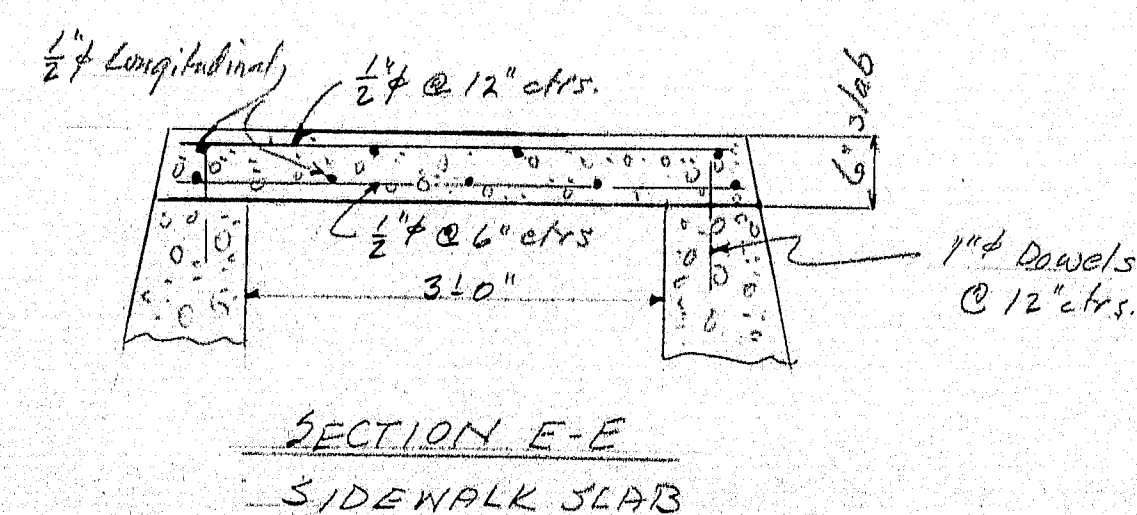 1/2"φ Longitudinal
1/2"φ @ 12" ctrs.
6" slab
1/2"φ @ 6" ctrs
3'-0"
1"φ Dowels
@ 12" ctrs.
SECTION E-E
SIDEWALK SLAB